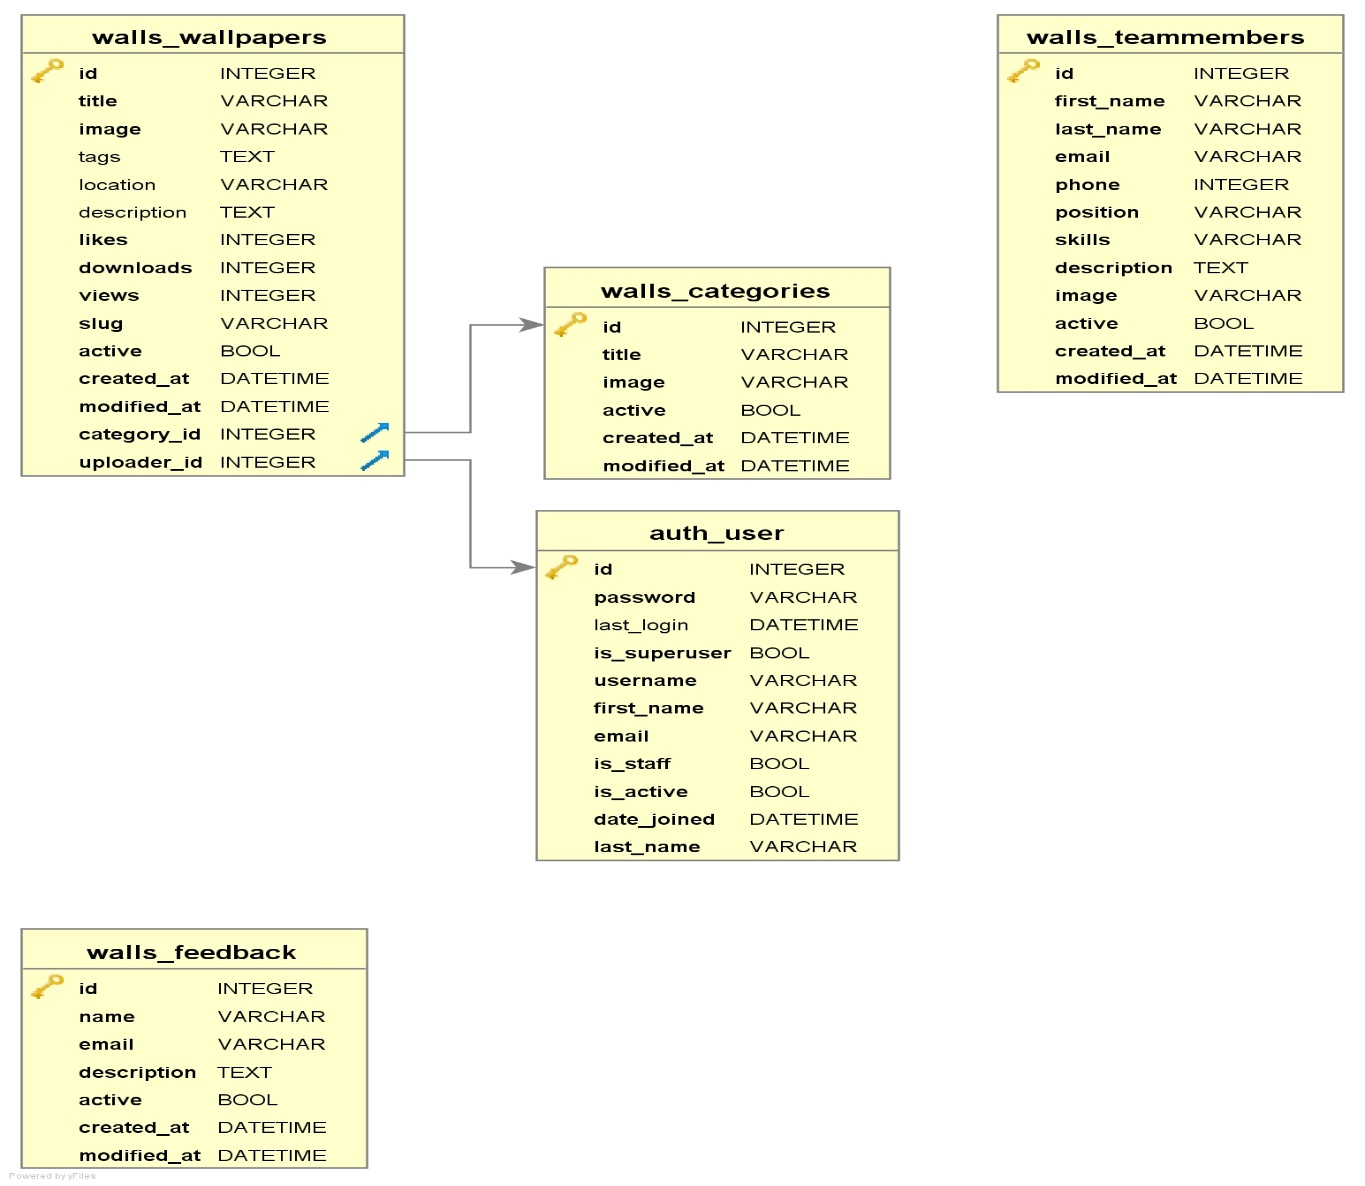 walls_wallpapers
id INTEGER
title VARCHAR
image VARCHAR
tags TEXT
location VARCHAR
description TEXT
likes INTEGER
downloads INTEGER
views INTEGER
slug VARCHAR
active BOOL
created_at DATETIME
modified_at DATETIME
category_id INTEGER
uploader_id INTEGER
walls_teammembers
id INTEGER
first_name VARCHAR
last_name VARCHAR
email VARCHAR
phone INTEGER
position VARCHAR
skills VARCHAR
description TEXT
image VARCHAR
active BOOL
created_at DATETIME
modified_at DATETIME
walls_categories
id INTEGER
title VARCHAR
image VARCHAR
active BOOL
created_at DATETIME
modified_at DATETIME
auth_user
id INTEGER
password VARCHAR
last_login DATETIME
is_superuser BOOL
username VARCHAR
first_name VARCHAR
email VARCHAR
is_staff BOOL
is_active BOOL
date_joined DATETIME
last_name VARCHAR
walls_feedback
id INTEGER
name VARCHAR
email VARCHAR
description TEXT
active BOOL
created_at DATETIME
modified_at DATETIME
Powered by yFiles